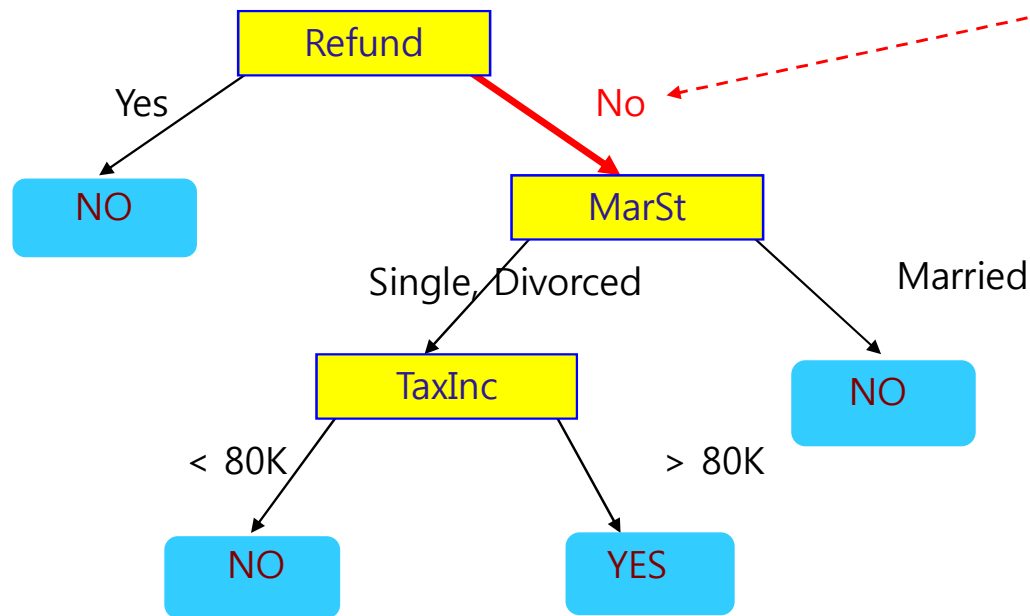 Refund
Yes
No
NO
MarSt
Single, Divorced
Married
TaxInc
NO
< 80K
> 80K
NO
YES